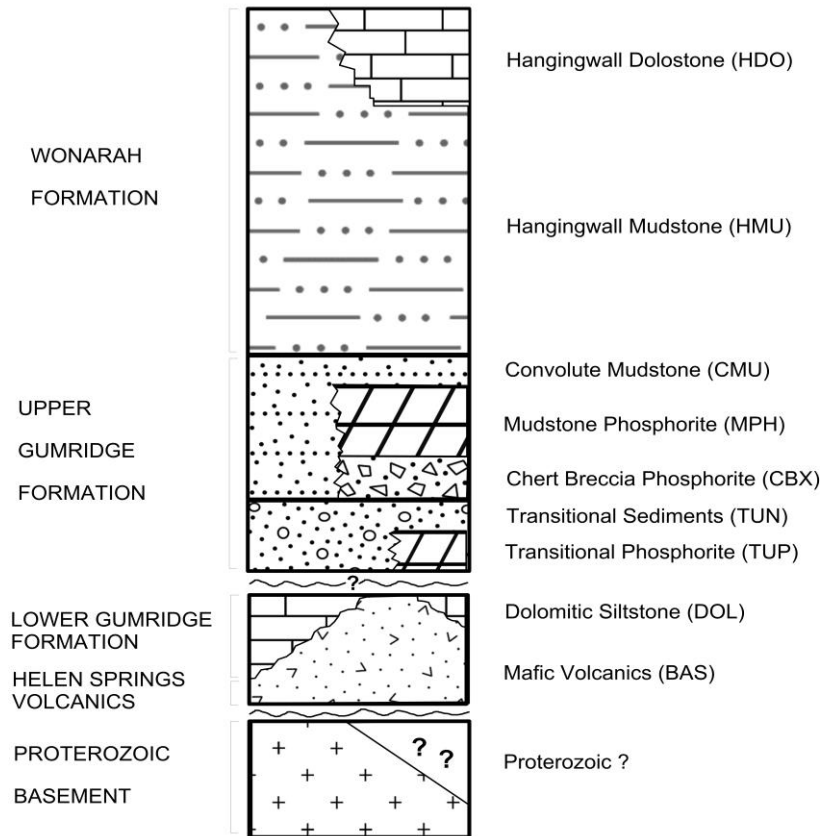 Hangingwall Dolostone (HDO)
WONARAH
FORMATION
Hangingwall Mudstone (HMU)
Convolute Mudstone (CMU)
UPPER
GUMRIDGE
FORMATION
Mudstone Phosphorite (MPH)
Chert Breccia Phosphorite (CBX)
Transitional Sediments (TUN)
Transitional Phosphorite (TUP)
?
LOWER GUMRIDGE
FORMATION
Dolomitic Siltstone (DOL)
HELEN SPRINGS
VOLCANICS
Mafic Volcanics (BAS)
PROTEROZOIC
BASEMENT
? ?
Proterozoic ?